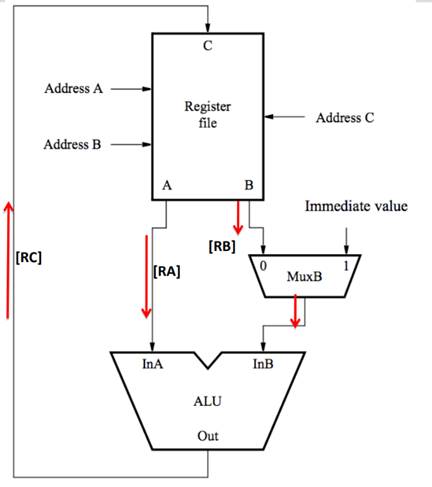 C
Address A
Register
file
Address C
Address B
A B
Immediate value
[RB]
[RC]
[RA]
0 1
MuxB
InA InB
ALU
Out